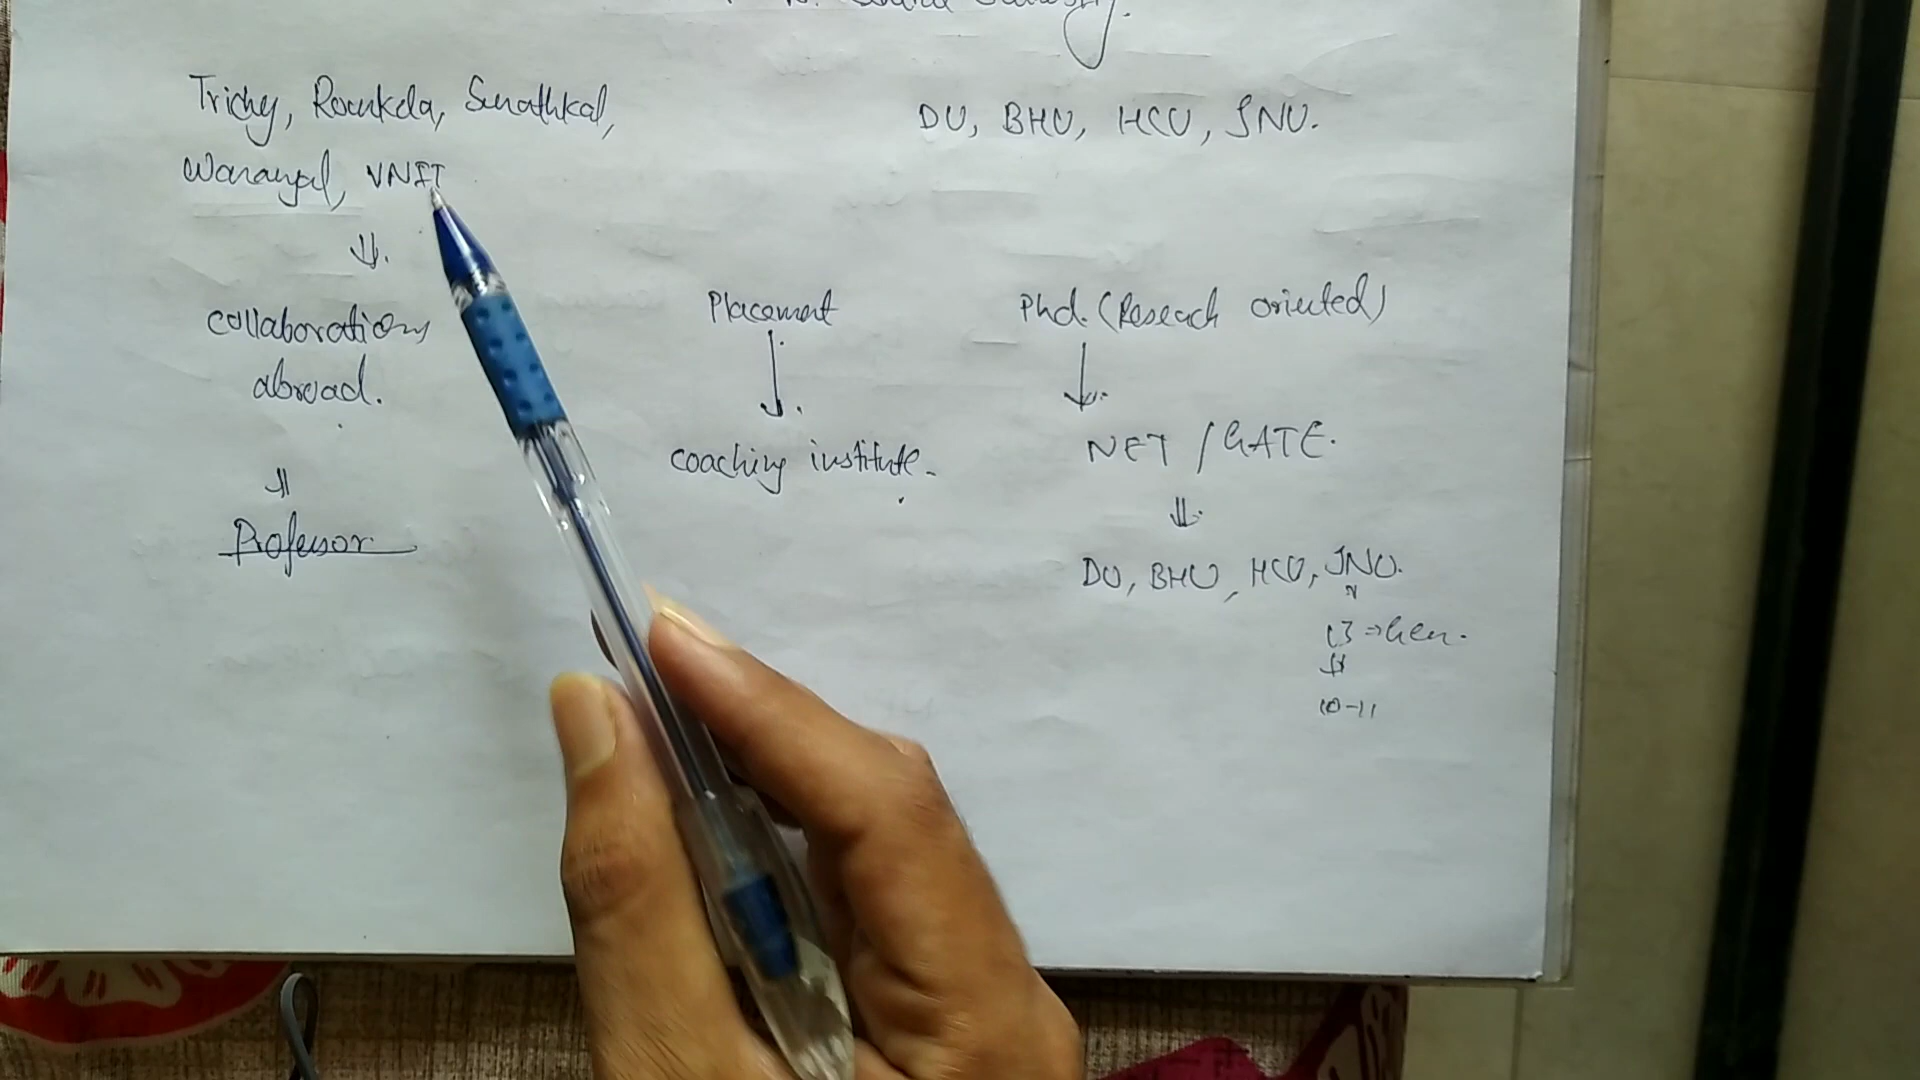 Trichy, Rourkela, Surathkal,
Warangal, VNIT
collaborations
abroad.
Professor
DU, BHU, HCU, JNU.
Placement
coaching institute.
Phd. (Reseach oriented)
NET / GATE.
DU, BHU, HCU, JNU.
13 ⇒ Gen.
10-11